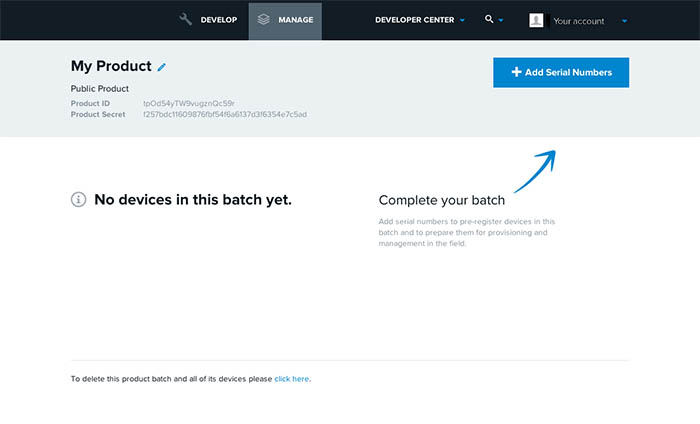 DEVELOP
MANAGE
DEVELOPER CENTER
Your account
My Product
Add Serial Numbers
Public Product
Product ID tpOd54yTW9vugznQc59r
Product Secret f257bdc11609876fbf54f6a6137d3f6354e7c5ad
No devices in this batch yet.
Complete your batch
Add serial numbers to pre-register devices in this
batch and to prepare them for provisioning and
management in the field.
To delete this product batch and all of its devices please click here.